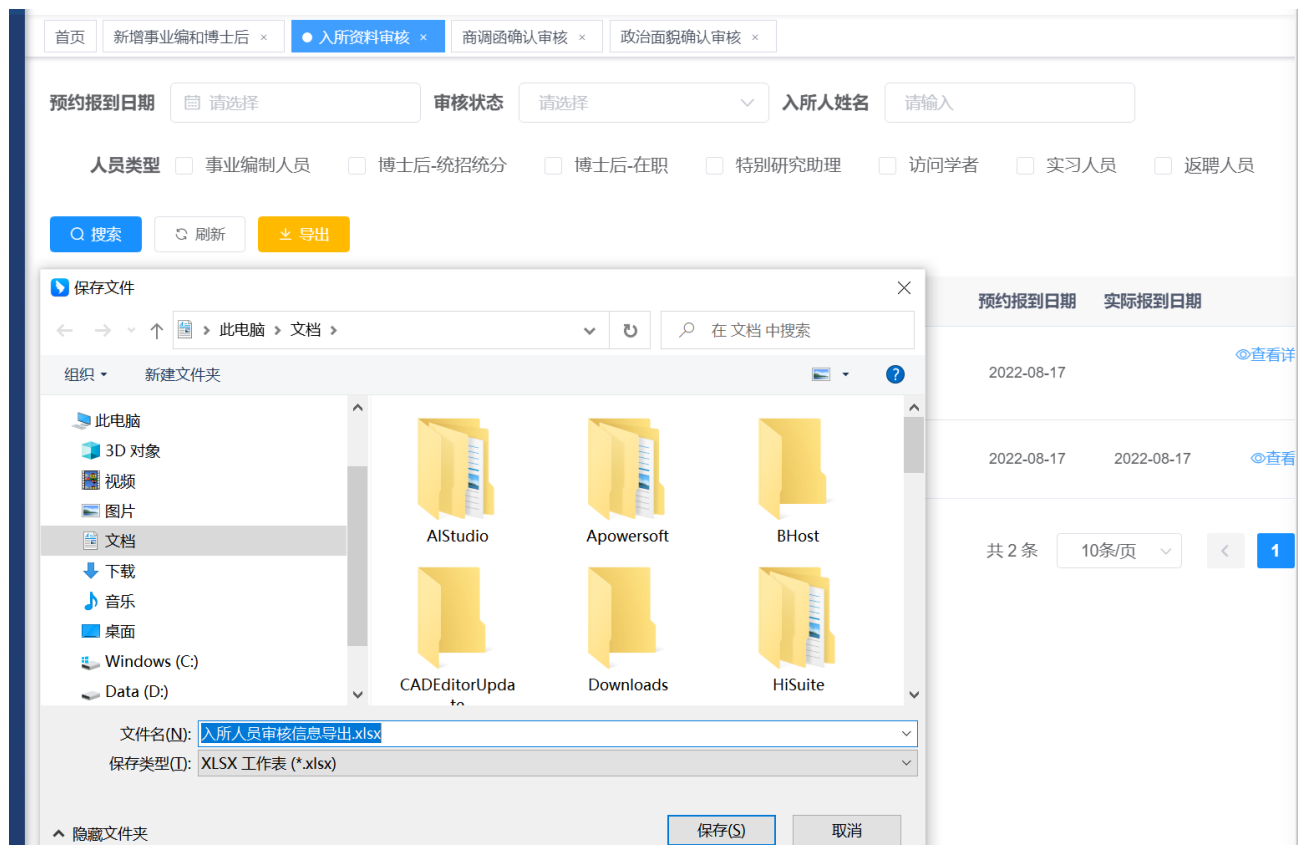 首页 新增事业编和博士后 × 入所资料审核 × 商调函确认审核 × 政治面貌确认审核 ×
预约报到日期 请选择 审核状态 请选择 入所人姓名 请输入
人员类型 事业编制人员 博士后-统招统分 博士后-在职 特别研究助理 访问学者 实习人员 返聘人员
搜索 刷新 导出
保存文件
预约报到日期 实际报到日期
此电脑 文档 在 文档 中搜索
查看详
组织 新建文件夹
2022-08-17
此电脑
3D 对象
2022-08-17 2022-08-17 查看
视频
图片
文档
AIStudio Apowersoft BHost
共 2 条 10条/页 1
下载
音乐
桌面
Windows (C:)
Data (D:)
CADEditorUpda Downloads HiSuite
te
文件名(N): 入所人员审核信息导出.xlsx
保存类型(T): XLSX 工作表 (*.xlsx)
隐藏文件夹 保存(S) 取消